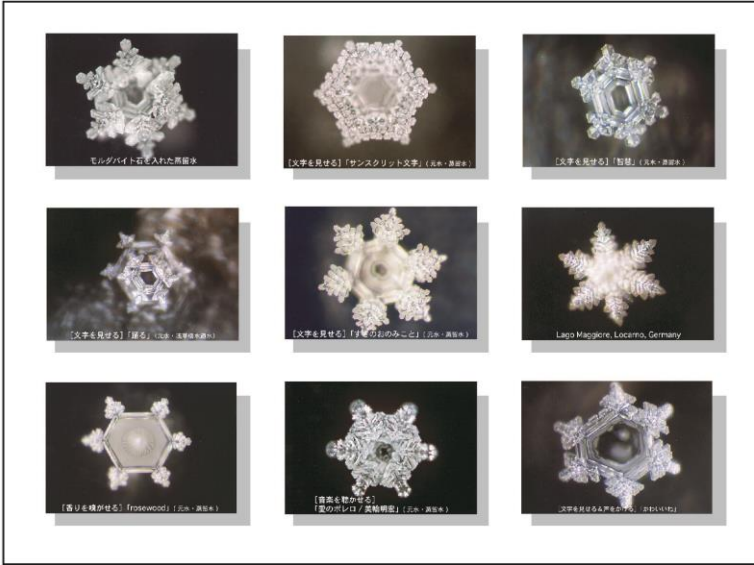 モルダバイト石を入れた蒸留水
[文字を見せる]「サンスクリット文字」(元水・蒸留水)
[文字を見せる]「智慧」(元水・蒸留水)
[文字を見せる]「踊る」(元水・
[文字を見せる]「すさのおのみこと」(元水・蒸留水)
Lago Maggiore, Locarno, Germany
[香りを嗅がせる]「rosewood」(元水・蒸留水)
[音楽を聴かせる]
「愛のボレロ/美輪明宏」(元水・蒸留水)
[文字を見せる&声をかける]「かわいいね」